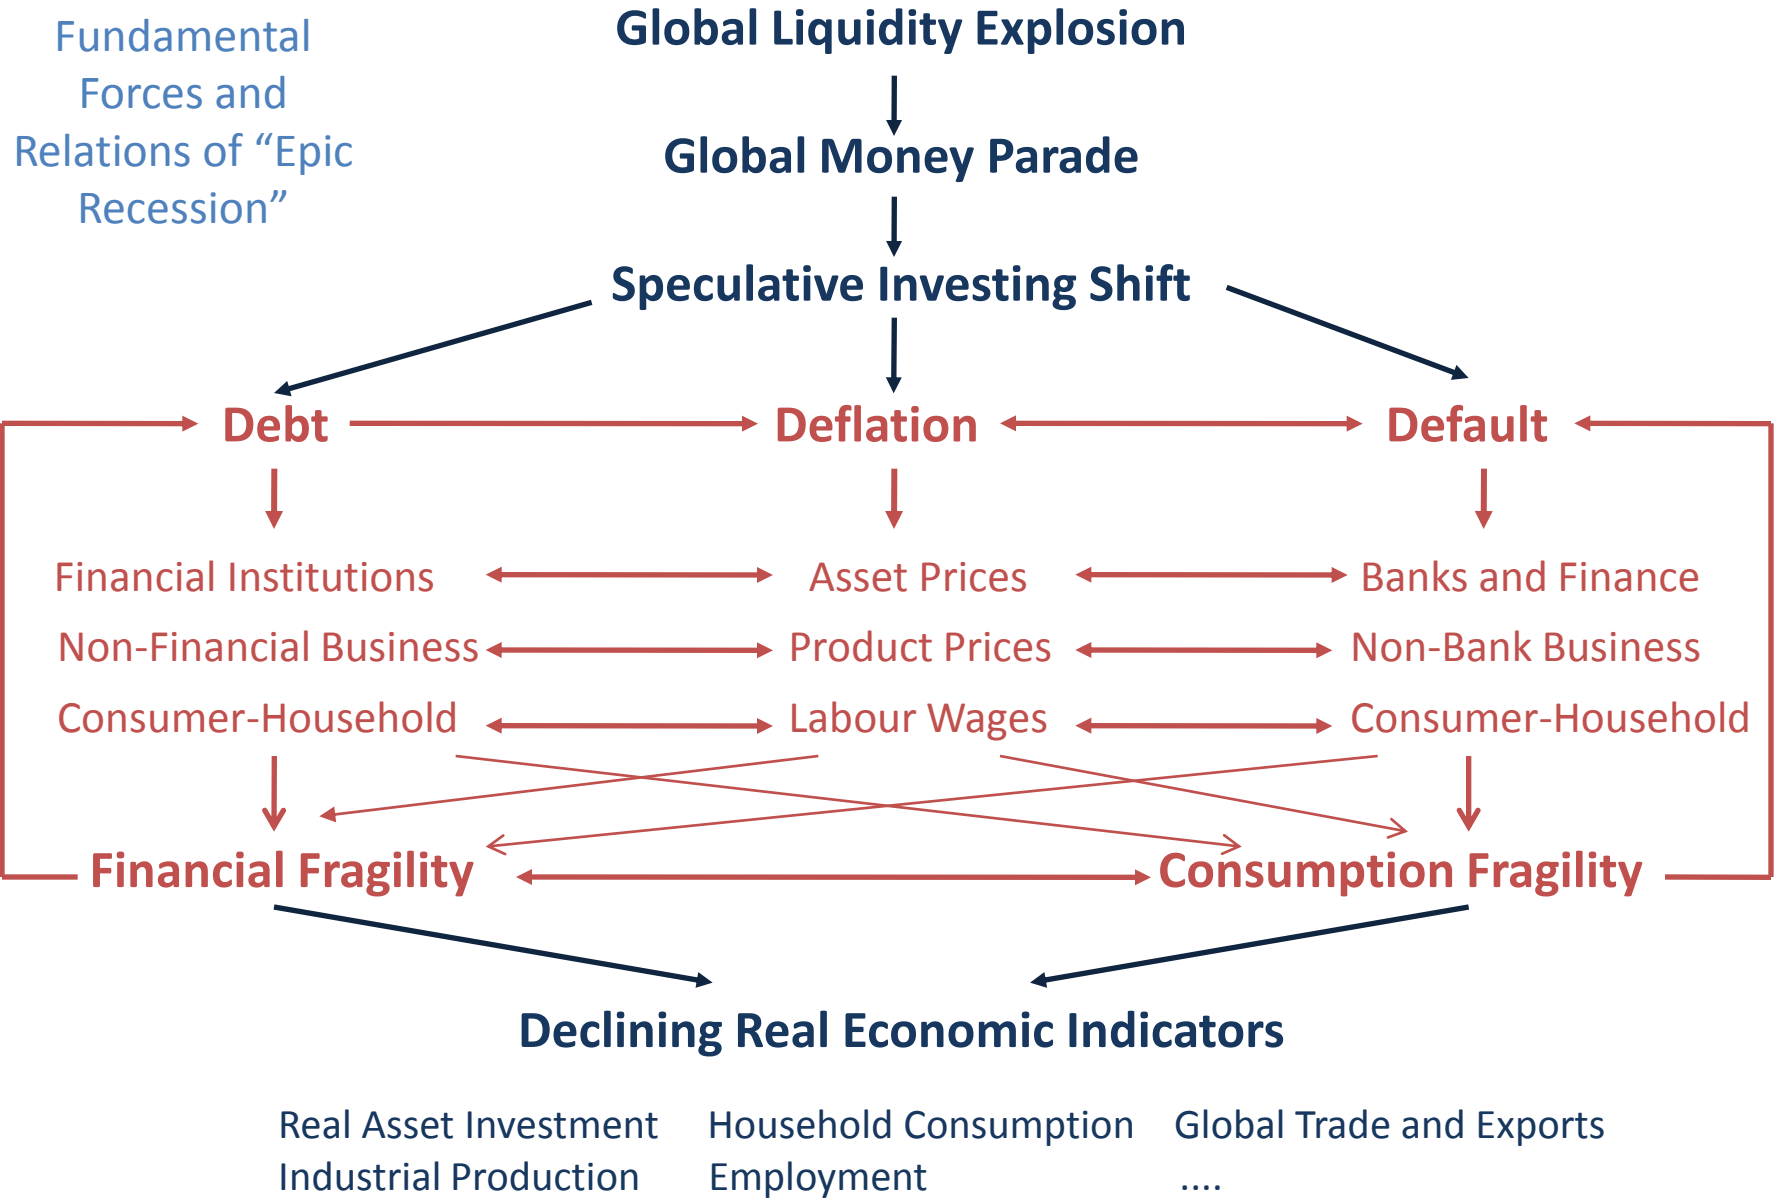 Fundamental
Forces and
Relations of “Epic
Recession”
Global Liquidity Explosion
Global Money Parade
Speculative Investing Shift
Debt
Deflation
Default
Financial Institutions
Asset Prices
Banks and Finance
Non-Financial Business
Product Prices
Non-Bank Business
Consumer-Household
Labour Wages
Consumer-Household
Financial Fragility
Consumption Fragility
Declining Real Economic Indicators
Real Asset Investment
Household Consumption
Global Trade and Exports
Industrial Production
Employment
....